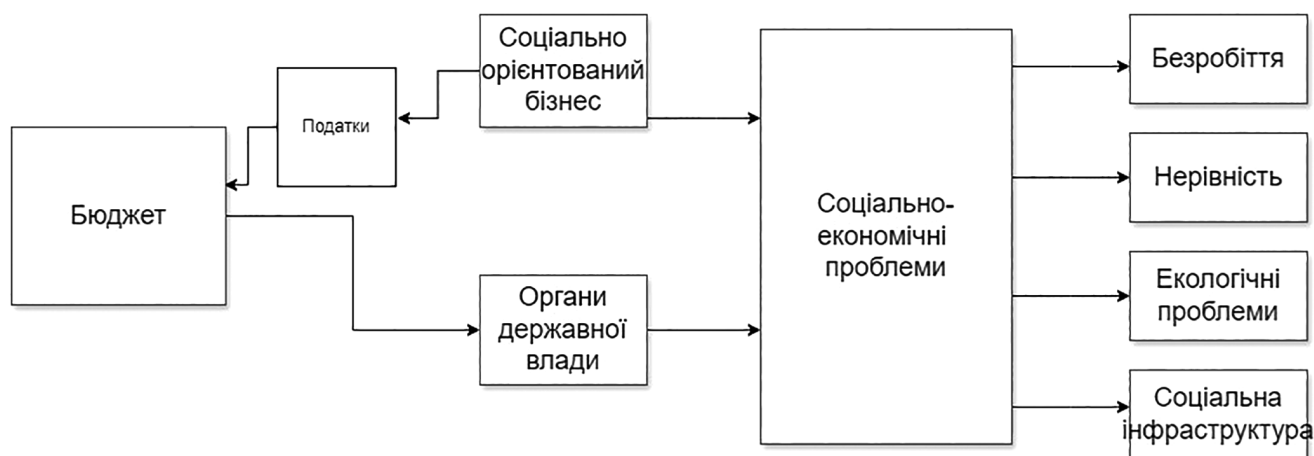 Соціально
орієнтований
бізнес
Податки
Бюджет
Органи
державної
влади
Соціально-
економічні
проблеми
Безробіття
Нерівність
Екологічні
проблеми
Соціальна
інфраструктура